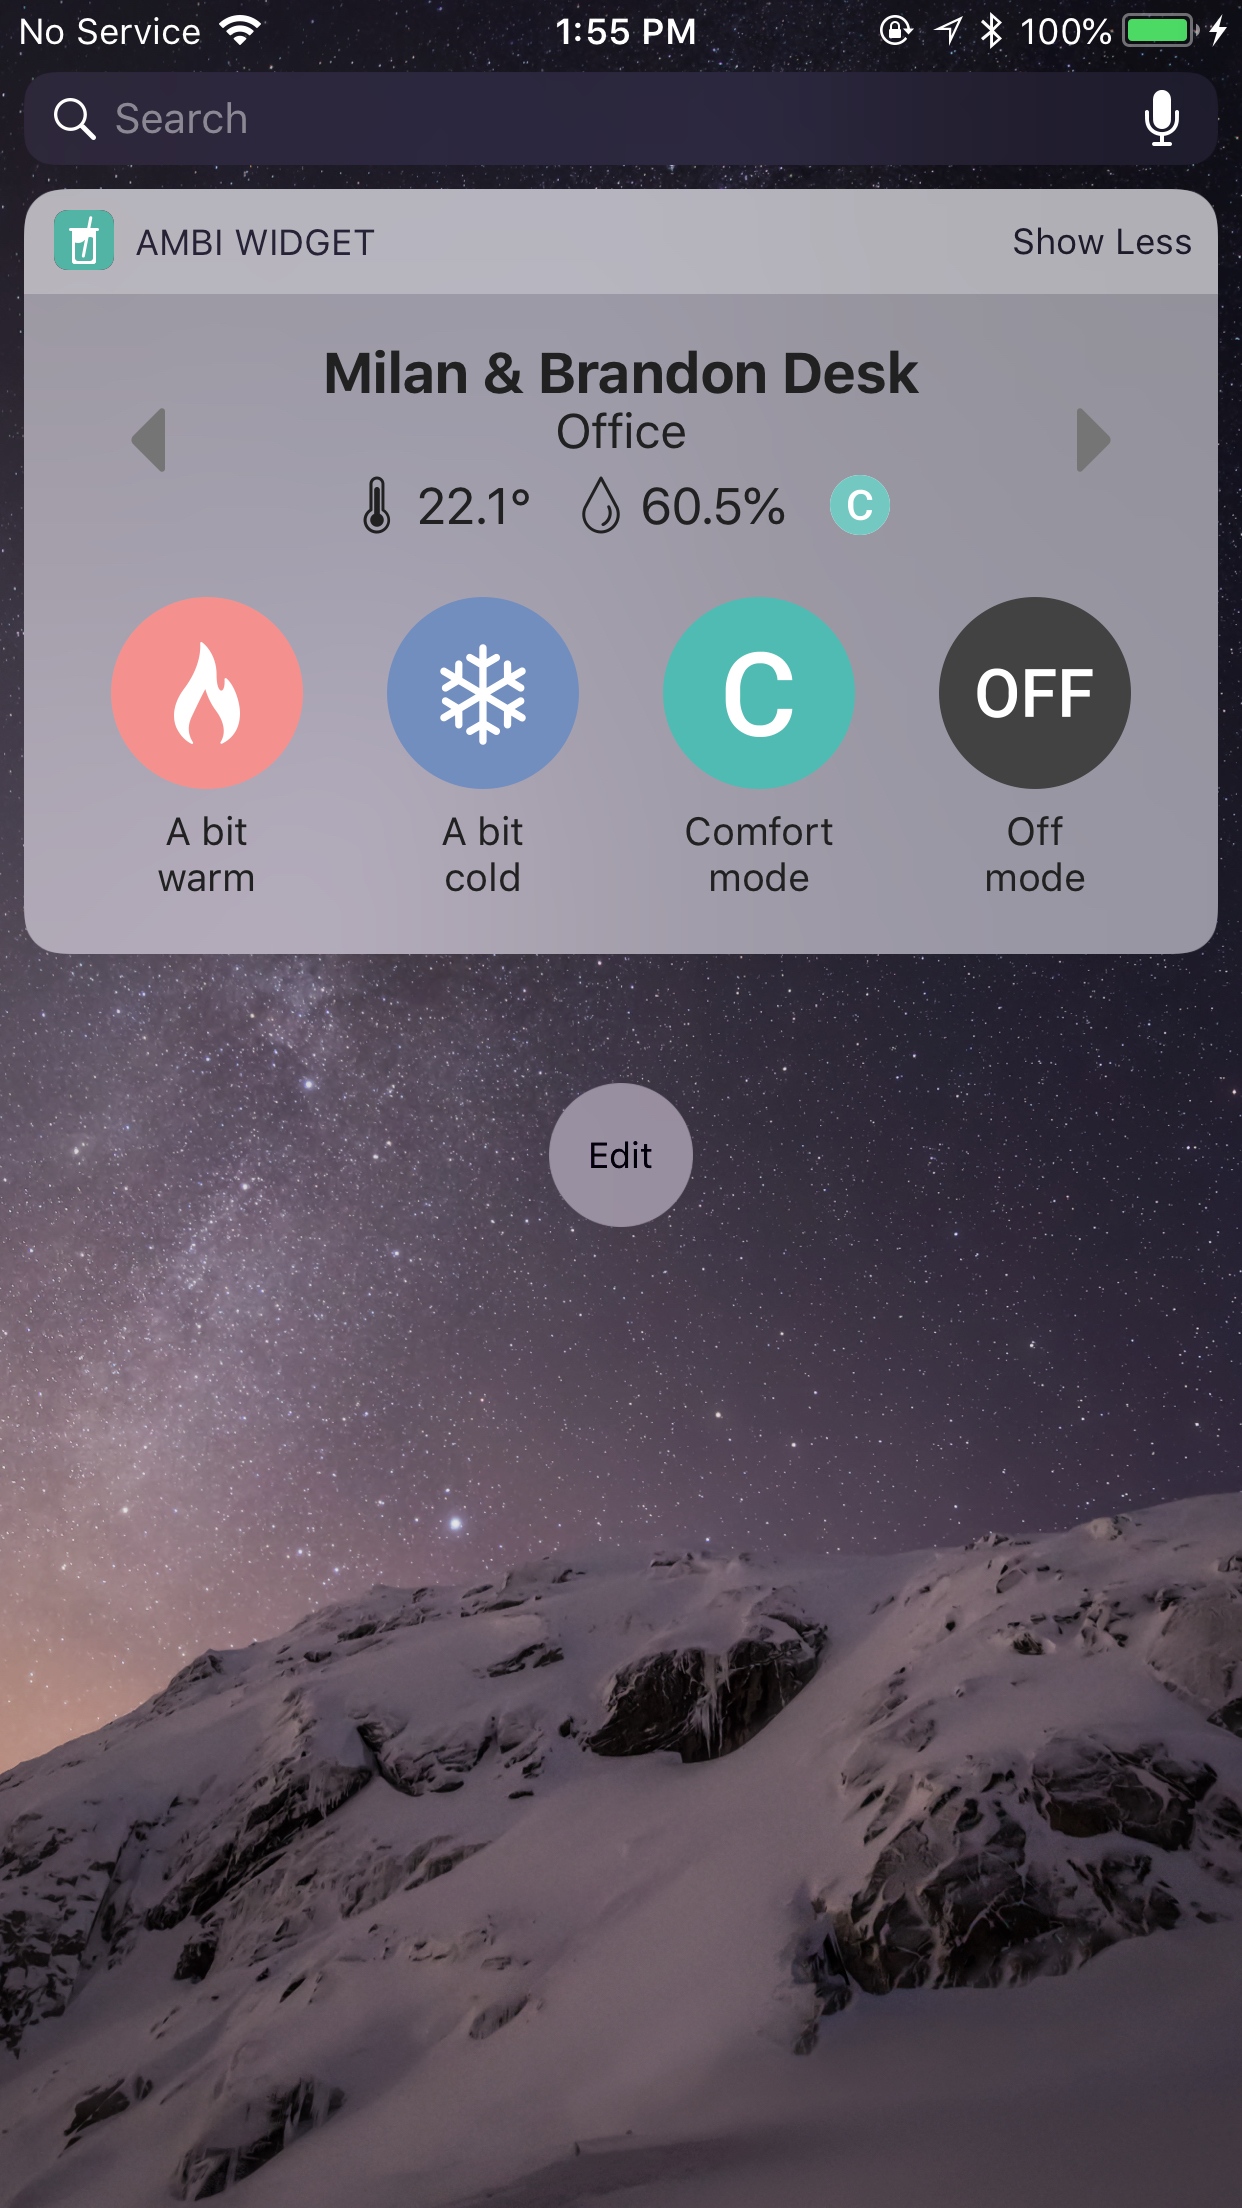 No Service 1:55 PM 100%
Search
AMBI WIDGET Show Less
Milan & Brandon Desk
Office
22.1° 60.5% C
C OFF
A bit warm
A bit cold
Comfort mode
Off mode
Edit